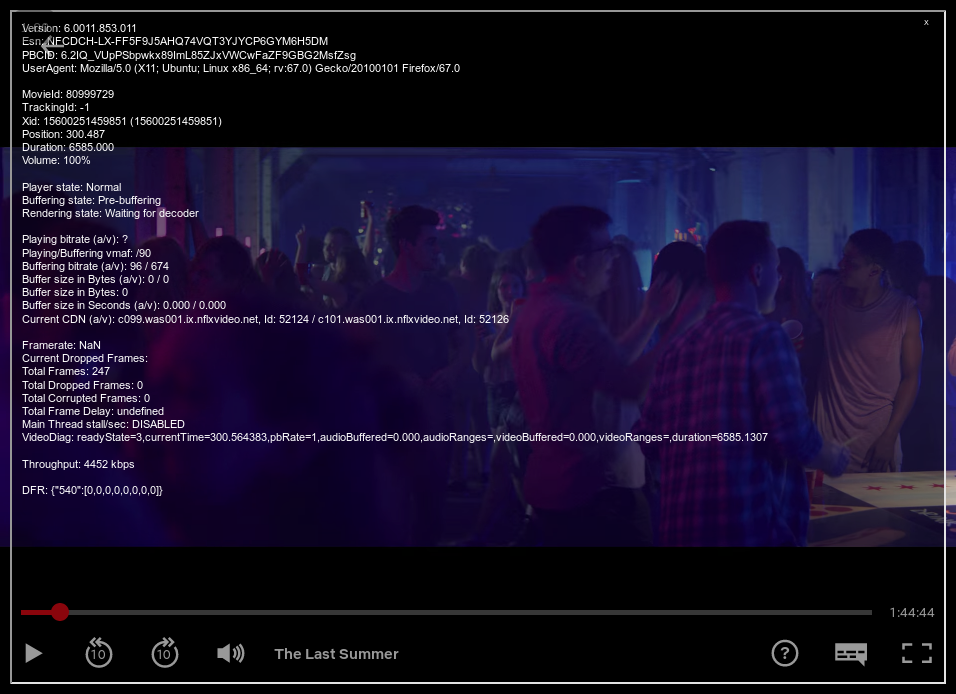 Version: 6.0011.853.011
Esn: NFCDCH-LX-FF5F9J5AHQ74VQT3YJYCP6GYM6H5DM
PBCID: 6.2IQ_VUpPSbpwkx89ImL85ZJxVWCwFaZF9GBG2MsfZsg
UserAgent: Mozilla/5.0 (X11; Ubuntu; Linux x86_64; rv:67.0) Gecko/20100101 Firefox/67.0
x
MovieId: 80999729
TrackingId: -1
Xid: 15600251459851 (15600251459851)
Position: 300.487
Duration: 6585.000
Volume: 100%
Player state: Normal
Buffering state: Pre-buffering
Rendering state: Waiting for decoder
Playing bitrate (a/v): ?
Playing/Buffering vmaf: /90
Buffering bitrate (a/v): 96 / 674
Buffer size in Bytes (a/v): 0 / 0
Buffer size in Bytes: 0
Buffer size in Seconds (a/v): 0.000 / 0.000
Current CDN (a/v): c099.was001.ix.nflxvideo.net, Id: 52124 / c101.was001.ix.nflxvideo.net, Id: 52126
Framerate: NaN
Current Dropped Frames:
Total Frames: 247
Total Dropped Frames: 0
Total Corrupted Frames: 0
Total Frame Delay: undefined
Main Thread stall/sec: DISABLED
VideoDiag: readyState=3,currentTime=300.564383,pbRate=1,audioBuffered=0.000,audioRanges=,videoBuffered=0.000,videoRanges=,duration=6585.1307
Throughput: 4452 kbps
DFR: {"540":[0,0,0,0,0,0,0,0]}
1:44:44
10
10
The Last Summer
?